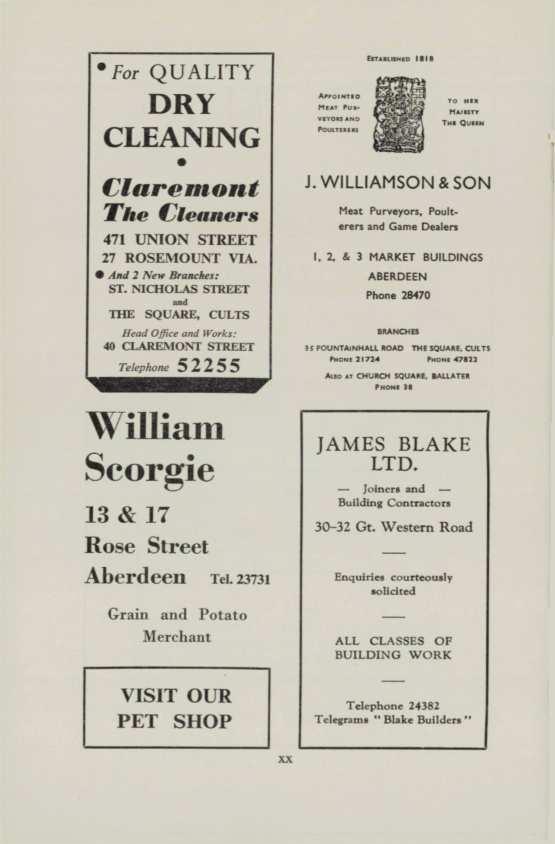 • For QUALITY
DRY
CLEANING
•
Claremont
The Cleaners
471 UNION STREET
27 ROSEMOUNT VIA.
• And 2 New Branches:
ST. NICHOLAS STREET
and
THE SQUARE, CULTS
Head Office and Works:
40 CLAREMONT STREET
Telephone 52255
William
Scorgie
13 & 17
Rose Street
Aberdeen Tel. 23731
Grain and Potato
Merchant
VISIT OUR
PET SHOP
ESTABLISHED 1818
APPOINTED
MEAT PUR-
VEYORS AND
POULTERERS
TO HER
MAJESTY
THE QUEEN
J. WILLIAMSON & SON
Meat Purveyors, Poult-
erers and Game Dealers
1, 2, & 3 MARKET BUILDINGS
ABERDEEN
Phone 28470
BRANCHES
35 FOUNTAINHALL ROAD THE SQUARE, CULTS
PHONE 21724 PHONE 47822
ALSO AT CHURCH SQUARE, BALLATER
PHONE 38
JAMES BLAKE
LTD.
— Joiners and —
Building Contractors
30-32 Gt. Western Road
Enquiries courteously
solicited
ALL CLASSES OF
BUILDING WORK
Telephone 24382
Telegrams "Blake Builders"
XX